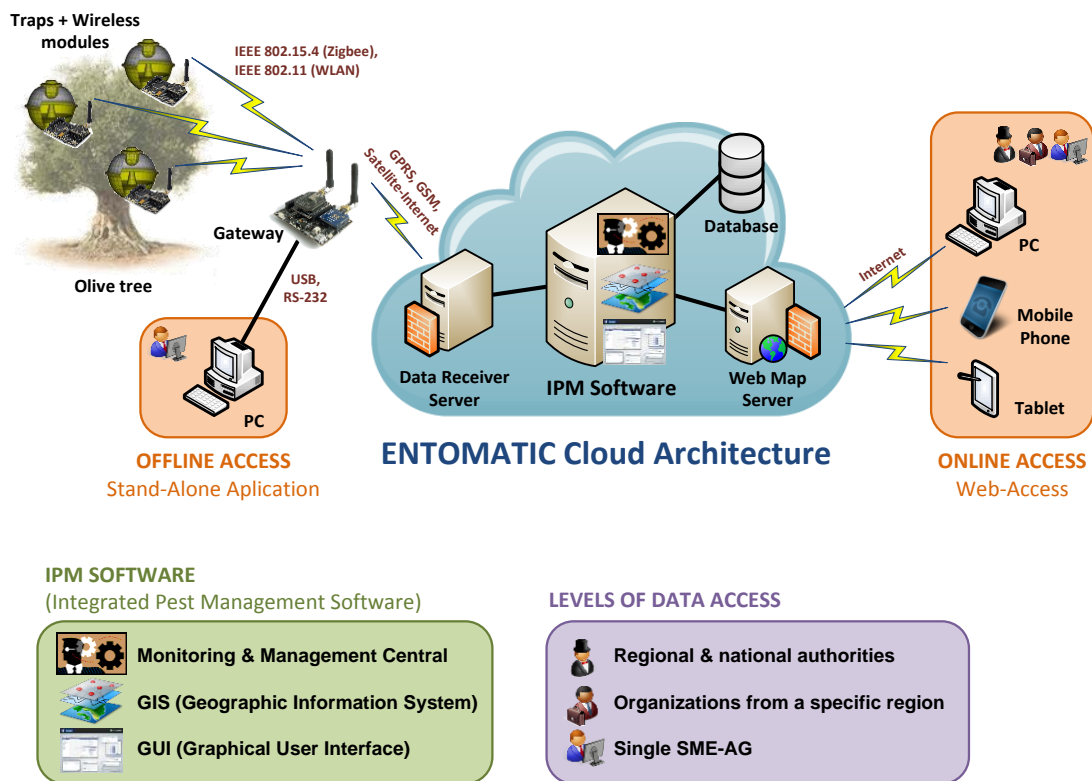 Traps + Wireless
modules
IEEE 802.15.4 (Zigbee),
IEEE 802.11 (WLAN)
GPRS, GSM,
Satellite-Internet
Gateway
Olive tree
USB,
RS-232
PC
OFFLINE ACCESS
Stand-Alone Aplication
Database
Data Receiver
Server
IPM Software
Web Map
Server
ENTOMATIC Cloud Architecture
Internet
PC
Mobile
Phone
Tablet
ONLINE ACCESS
Web-Access
IPM SOFTWARE
(Integrated Pest Management Software)
Monitoring & Management Central
GIS (Geographic Information System)
GUI (Graphical User Interface)
LEVELS OF DATA ACCESS
Regional & national authorities
Organizations from a specific region
Single SME-AG